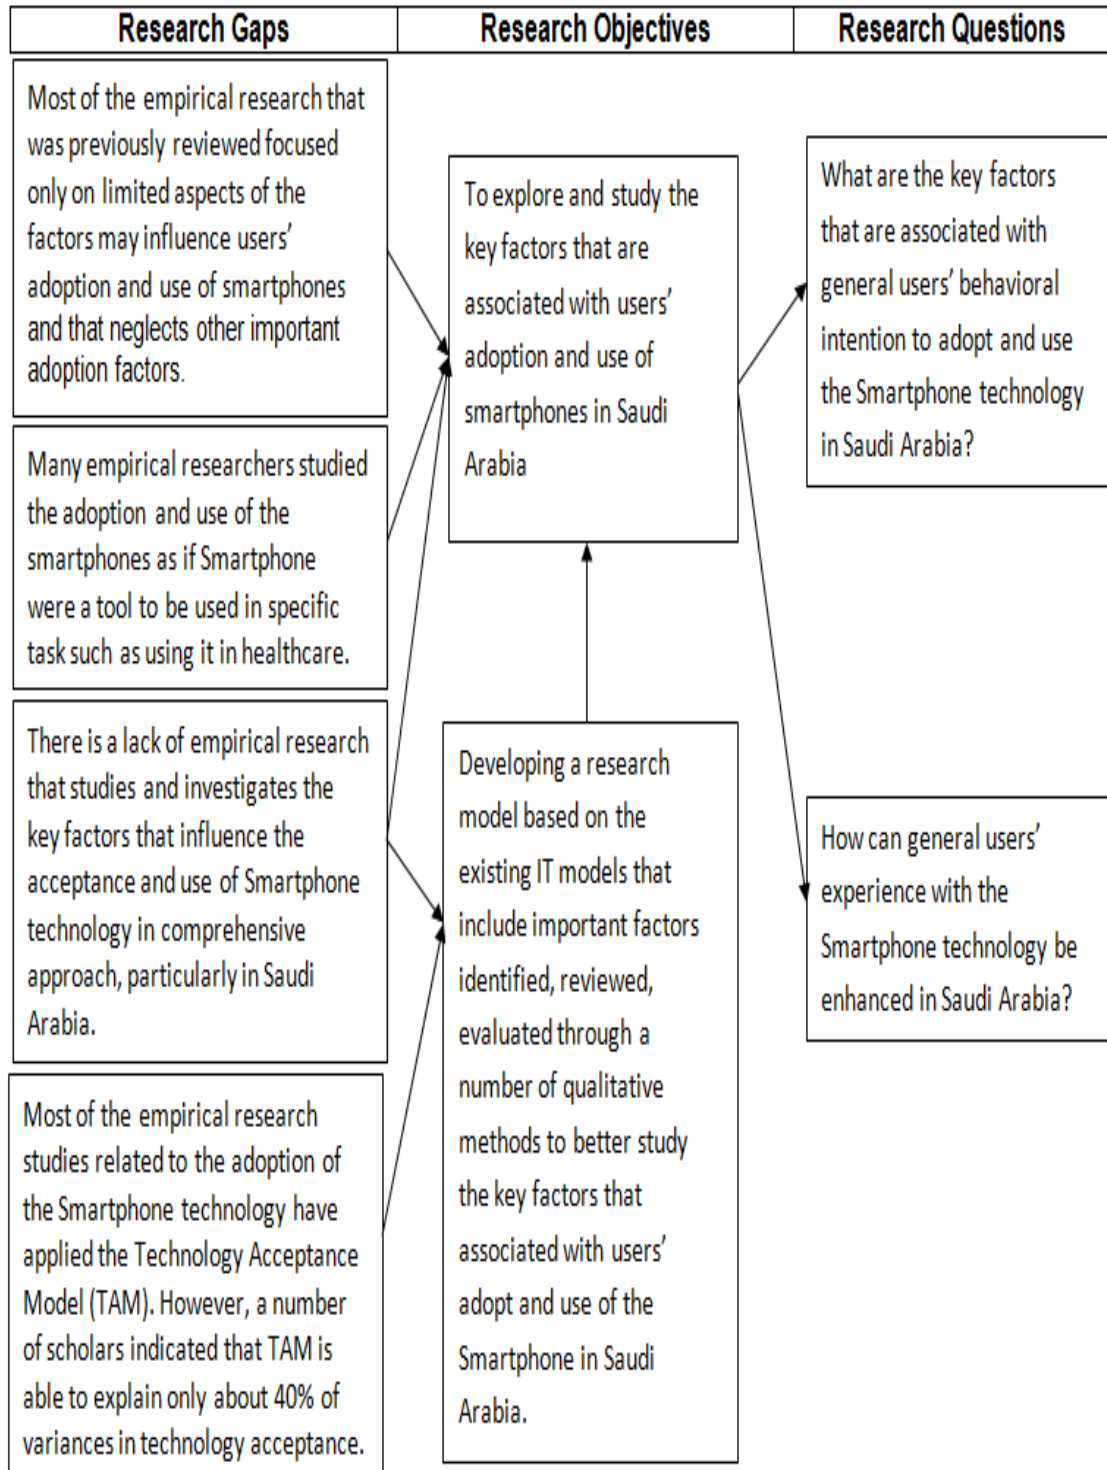 Research Gaps
Research Objectives
Research Questions
Most of the empirical research that
was previously reviewed focused
only on limited aspects of the
factors may influence users'
adoption and use of smartphones
and that neglects other important
adoption factors.
Many empirical researchers studied
the adoption and use of the
smartphones as if Smartphone
were a tool to be used in specific
task such as using it in healthcare.
There is a lack of empirical research
that studies and investigates the
key factors that influence the
acceptance and use of Smartphone
technology in comprehensive
approach, particularly in Saudi
Arabia.
Most of the empirical research
studies related to the adoption of
the Smartphone technology have
applied the Technology Acceptance
Model (TAM). However, a number
of scholars indicated that TAM is
able to explain only about 40% of
variances in technology acceptance.
To explore and study the
key factors that are
associated with users'
adoption and use of
smartphones in Saudi
Arabia
Developing a research
model based on the
existing IT models that
include important factors
identified, reviewed,
evaluated through a
number of qualitative
methods to better study
the key factors that
associated with users'
adopt and use of the
Smartphone in Saudi
Arabia.
What are the key factors
that are associated with
general users' behavioral
intention to adopt and use
the Smartphone technology
in Saudi Arabia?
How can general users'
experience with the
Smartphone technology be
enhanced in Saudi Arabia?